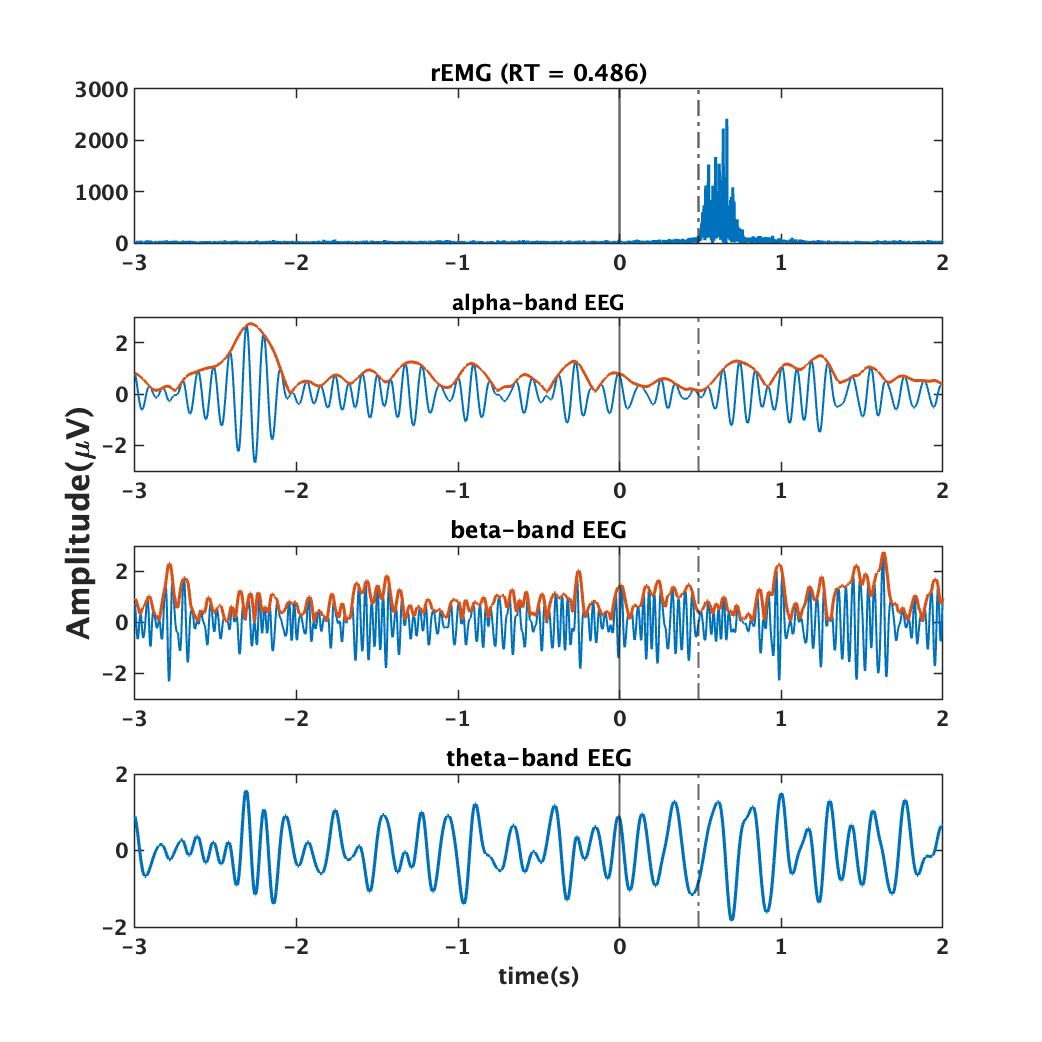 rEMG (RT = 0.486)
3000
2000
1000
0
-3 -2 -1 0 1 2
alpha-band EEG
2
0
-2
-3 -2 -1 0 1 2
Amplitude(μV)
beta-band EEG
2
0
-2
-3 -2 -1 0 1 2
theta-band EEG
2
0
-2
-3 -2 -1 0 1 2
time(s)